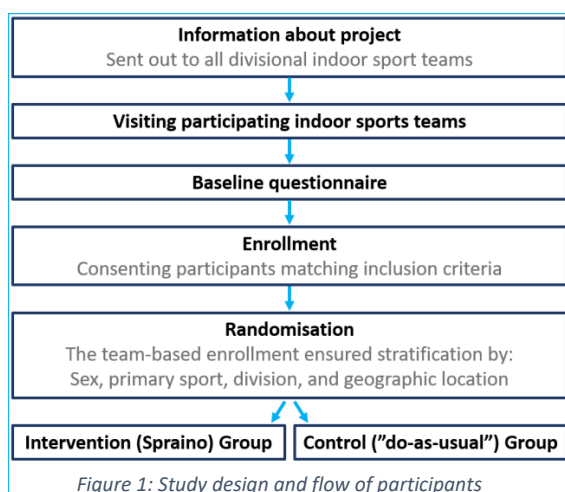 Information about project
Sent out to all divisional indoor sport teams
Visiting participating indoor sports teams
Baseline questionnaire
Enrollment
Consenting participants matching inclusion criteria
Randomisation
The team-based enrollment ensured stratification by:
Sex, primary sport, division, and geographic location
Intervention (Spraino) Group
Control (”do-as-usual”) Group
Figure 1: Study design and flow of participants